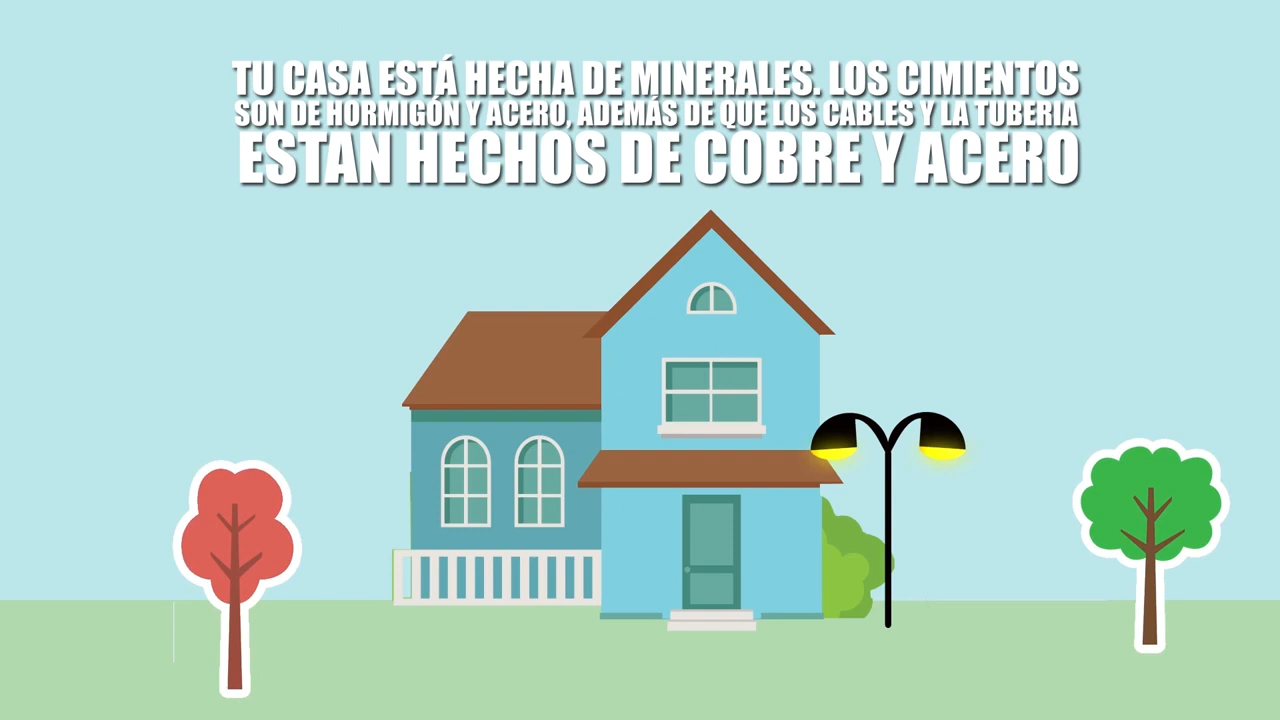 TU CASA ESTÁ HECHA DE MINERALES. LOS CIMIENTOS
SON DE HORMIGÓN Y ACERO, ADEMÁS DE QUE LOS CABLES Y LA TUBERIA
ESTAN HECHOS DE COBRE Y ACERO